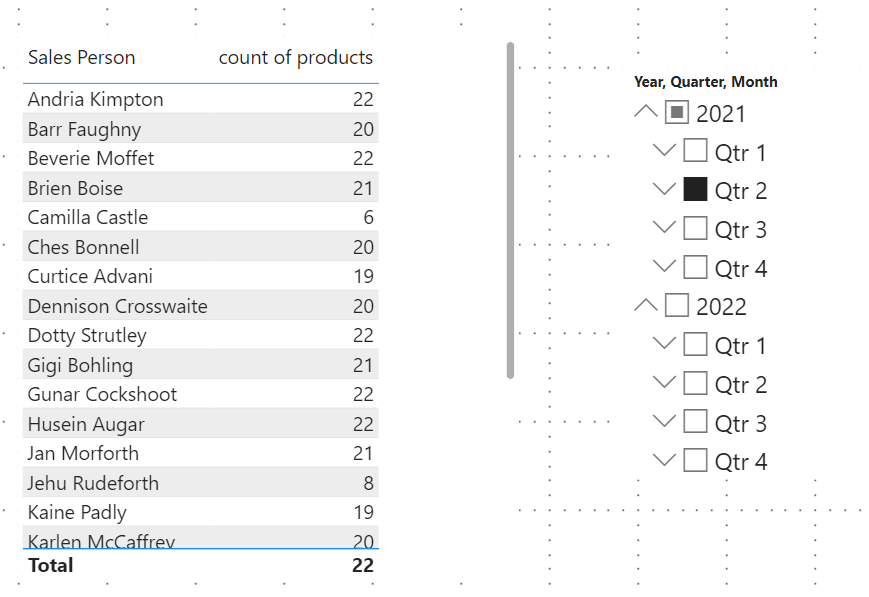 Sales Person count of products
Andria Kimpton 22
Barr Faughny 20
Beverie Moffet 22
Brien Boise 21
Camilla Castle 6
Ches Bonnell 20
Curtice Advani 19
Dennison Crosswaite 20
Dotty Strutley 22
Gigi Bohling 21
Gunar Cockshoot 22
Husein Augar 22
Jan Morforth 21
Jehu Rudeforth 8
Kaine Padly 19
Karlen McCaffrey 20
Total 22
Year, Quarter, Month
2021
Qtr 1
Qtr 2
Qtr 3
Qtr 4
2022
Qtr 1
Qtr 2
Qtr 3
Qtr 4